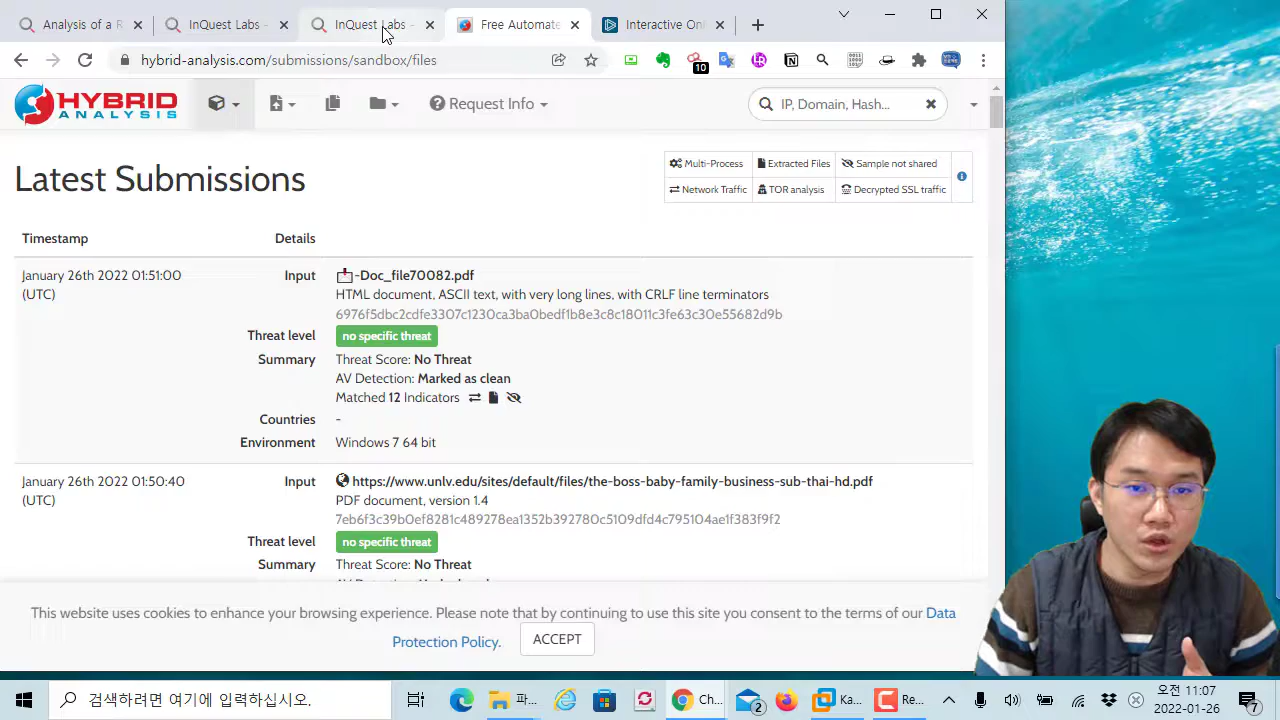 Analysis of a R
InQuest Labs -
InQuest Labs -
Free Automate
Interactive Onl
hybrid-analysis.com/submissions/sandbox/files
10
HYBRID
ANALYSIS
Request Info
IP, Domain, Hash...
Latest Submissions
Multi-Process
Extracted Files
Sample not shared
Network Traffic
TOR analysis
Decrypted SSL traffic
Timestamp
Details
January 26th 2022 01:51:00
(UTC)
Input
-Doc_file70082.pdf
HTML document, ASCII text, with very long lines, with CRLF line terminators
6976f5dbc2cdfe3307c1230ca3ba0bedf1b8e3c8c18011c3fe63c30e55682d9b
Threat level
no specific threat
Summary
Threat Score: No Threat
AV Detection: Marked as clean
Matched 12 Indicators
Countries
-
Environment
Windows 7 64 bit
January 26th 2022 01:50:40
(UTC)
Input
https://www.unlv.edu/sites/default/files/the-boss-baby-family-business-sub-thai-hd.pdf
PDF document, version 1.4
7eb6f3c39b0ef8281c489278ea1352b392780c5109dfd4c795104ae1f383f9f2
Threat level
no specific threat
Summary
Threat Score: No Threat
This website uses cookies to enhance your browsing experience. Please note that by continuing to use this site you consent to the terms of our Data
Protection Policy.
ACCEPT
검색하려면 여기에 입력하십시오.
파...
Ch...
2
Ka...
Re...
오전 11:07
2022-01-26
7